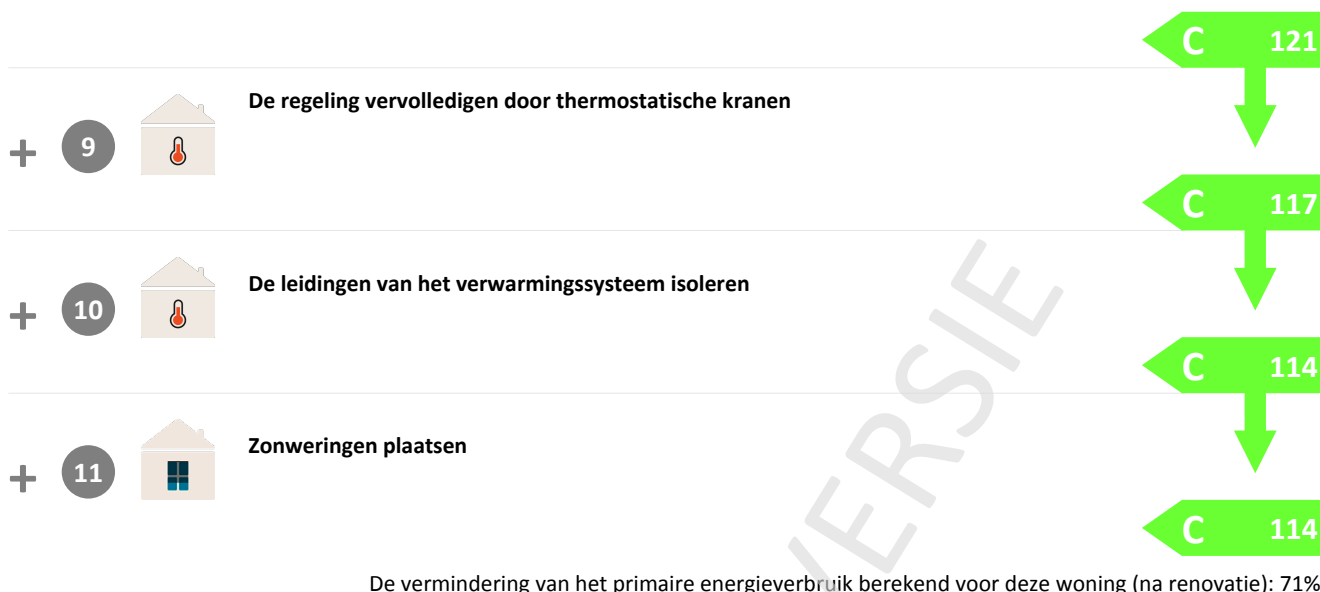 C 121
De regeling vervolledigen door thermostatische kranen
+ 9
C 117
De leidingen van het verwarmingssysteem isoleren
+ 10
C 114
Zonweringen plaatsen
+ 11
C 114
De vermindering van het primaire energieverbruik berekend voor deze woning (na renovatie): 71%
VERSIE